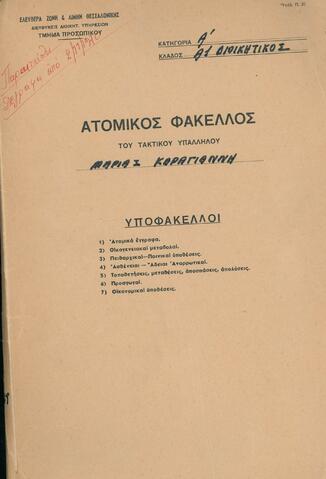 ΕΛΕΥΘΕΡΑ ΖΩΝΗ & ΛΙΜΗΝ ΘΕΣΣΑΛΟΝΙΚΗΣ
ΔΙΕΥΘΥΝΣΙΣ ΔΙΟΙΚΗΤ. ΥΠΗΡΕΣΙΩΝ
ΤΜΗΜΑ ΠΡΟΣΩΠΙΚΟΥ
ΚΑΤΗΓΟΡΙΑ Α'
ΚΛΑΔΟΣ Α1 ΔΙΟΙΚΗΤΙΚΟΣ
ΑΤΟΜΙΚΟΣ ΦΑΚΕΛΛΟΣ
ΤΟΥ ΤΑΚΤΙΚΟΥ ΥΠΑΛΛΗΛΟΥ
ΜΑΡΙΑΣ ΚΑΡΑΓΙΑΝΝΗ
ΥΠΟΦΑΚΕΛΛΟΙ
1) Ἀτομικὰ ἔγγραφα.
2) Οἰκογενειακαὶ μεταβολαί.
3) Πειθαρχικαὶ—Ποινικαὶ ὑποθέσεις.
4) Ἀσθένειαι — Ἄδειαι Ἀναρρωτικαί.
5) Τοποθετήσεις, μεταθέσεις, ἀποσπάσεις, ἀπολύσεις.
6) Προαγωγαί.
7) Οἰκονομικαὶ ὑποθέσεις.